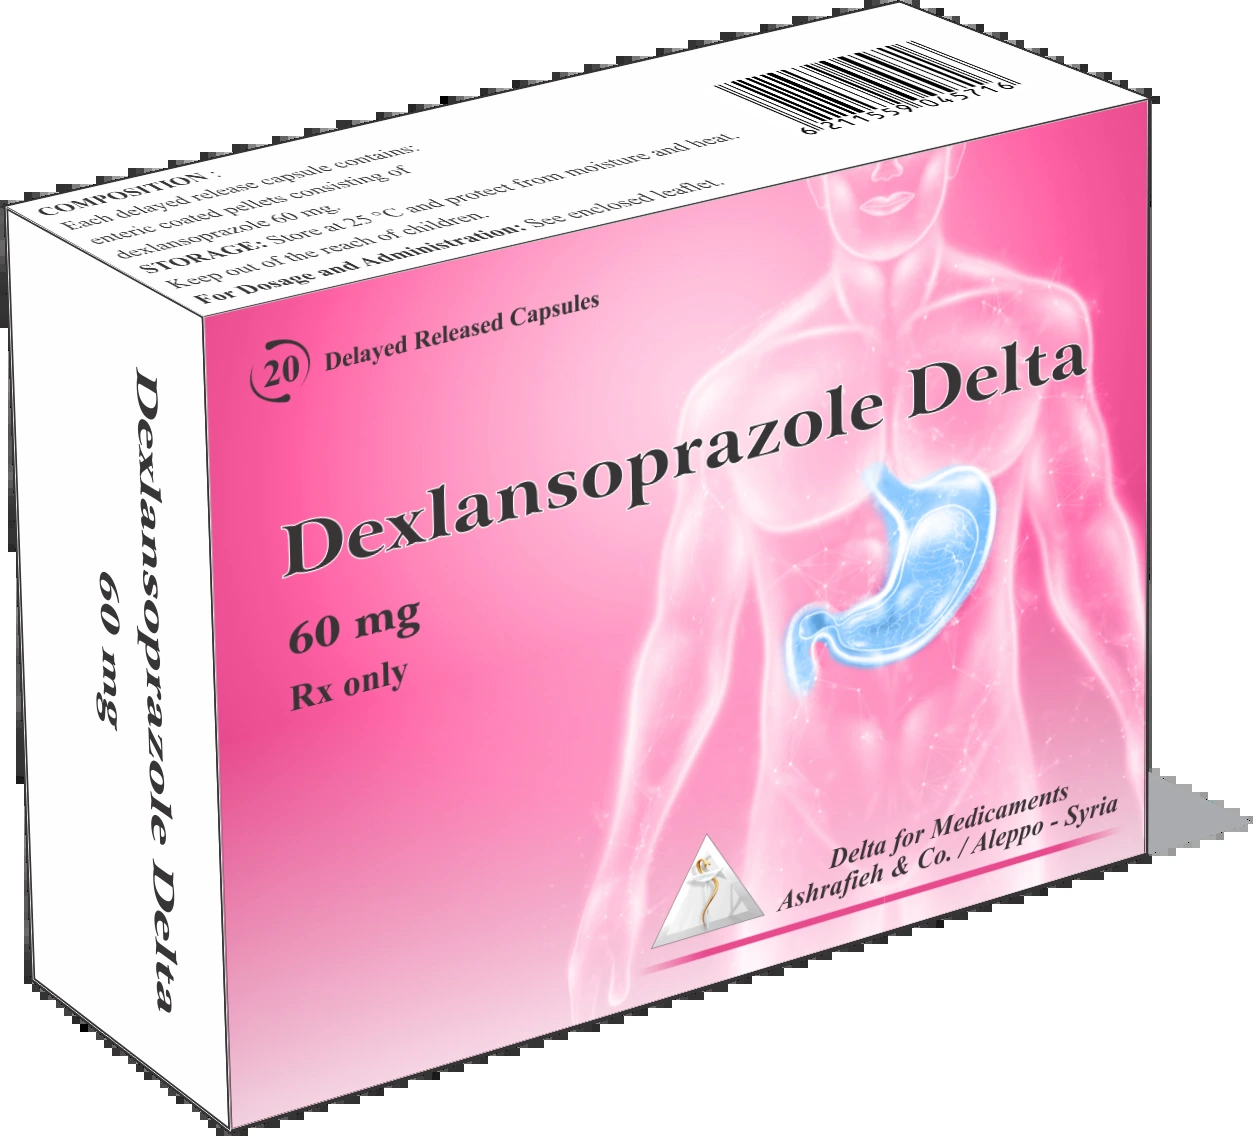 COMPOSITION :
Each delayed release capsule contains:
enteric coated pellets consisting of
dexlansoprazole 60 mg.
STORAGE: Store at 25 °C and protect from moisture and heat.
Keep out of the reach of children.
For Dosage and Administration: See enclosed leaflet.
6 211559 045716
20 Delayed Released Capsules
Dexlansoprazole Delta
60 mg
Rx only
Delta for Medicaments
Ashrafieh & Co. / Aleppo - Syria
Dexlansoprazole Delta
60 mg